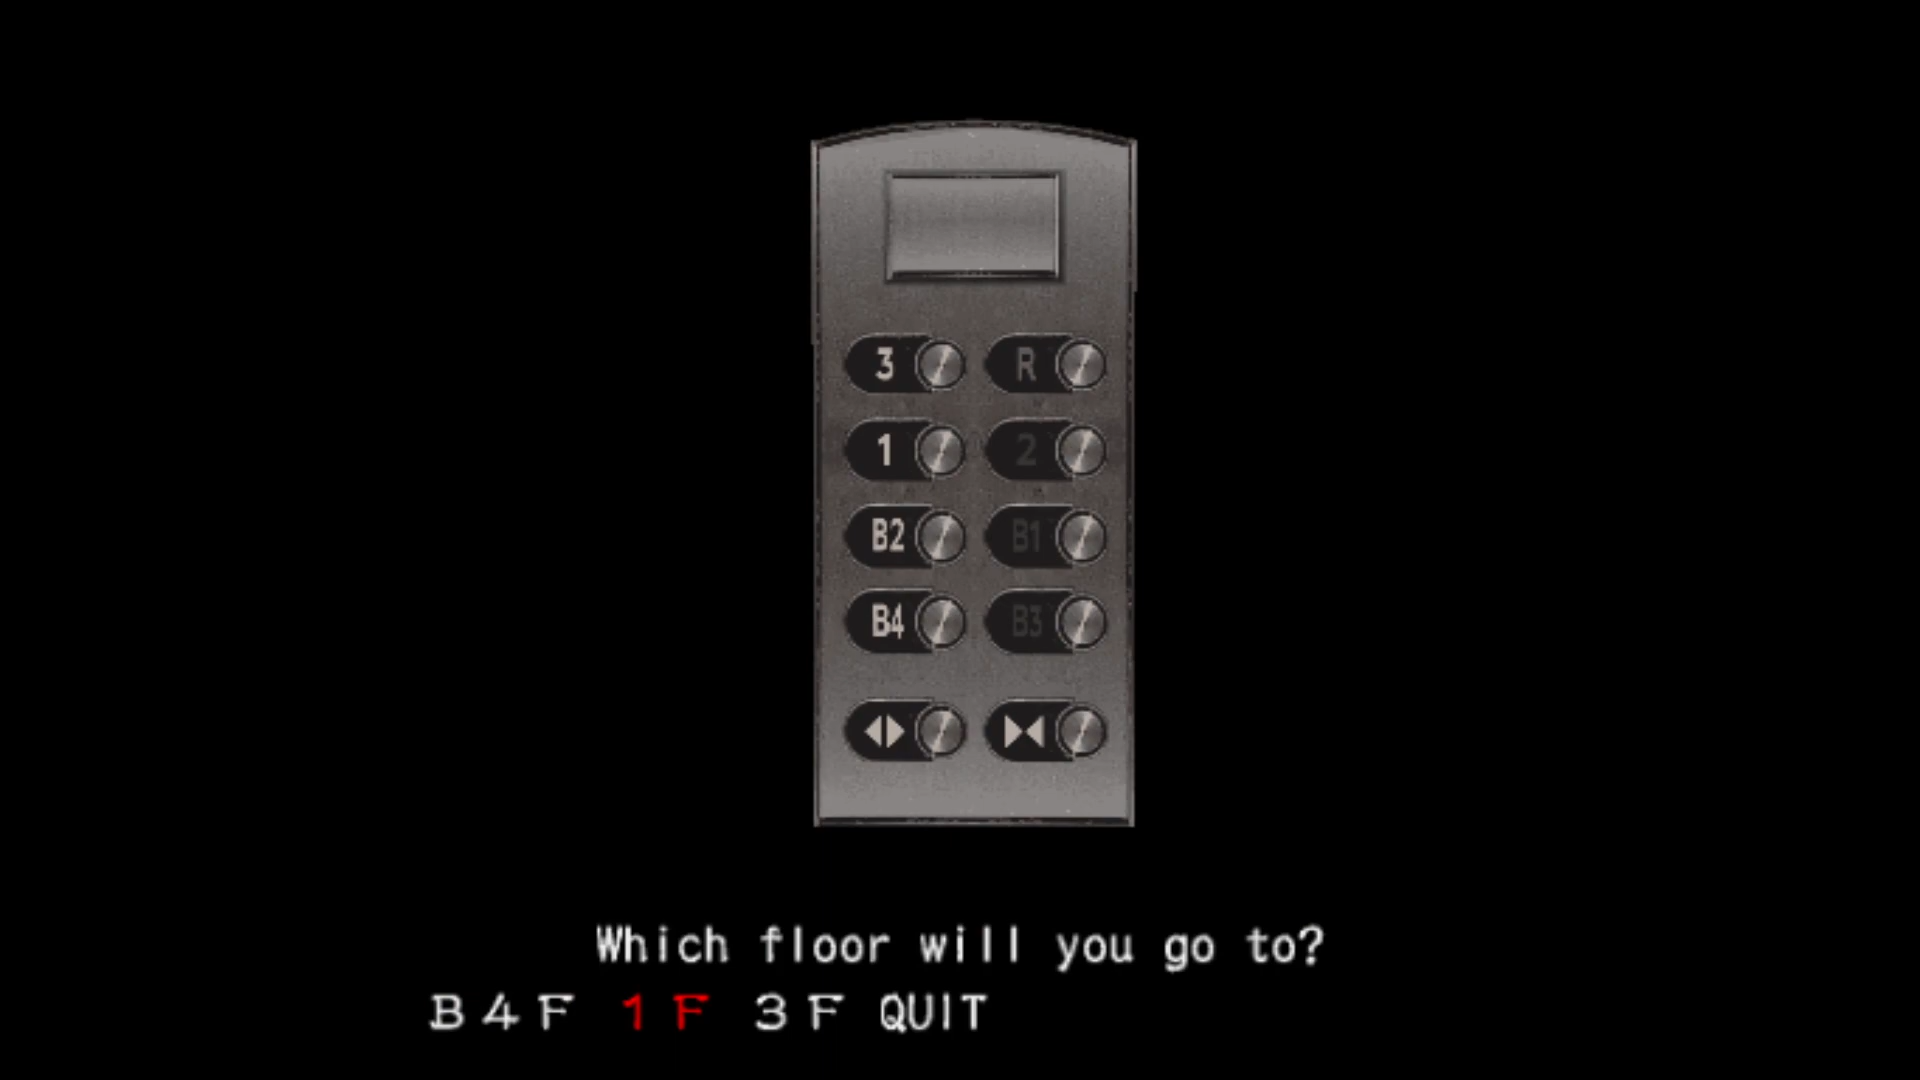 3 R
1 2
B2 B1
B4 B3
Which floor will you go to?
B4F 1F 3F QUIT